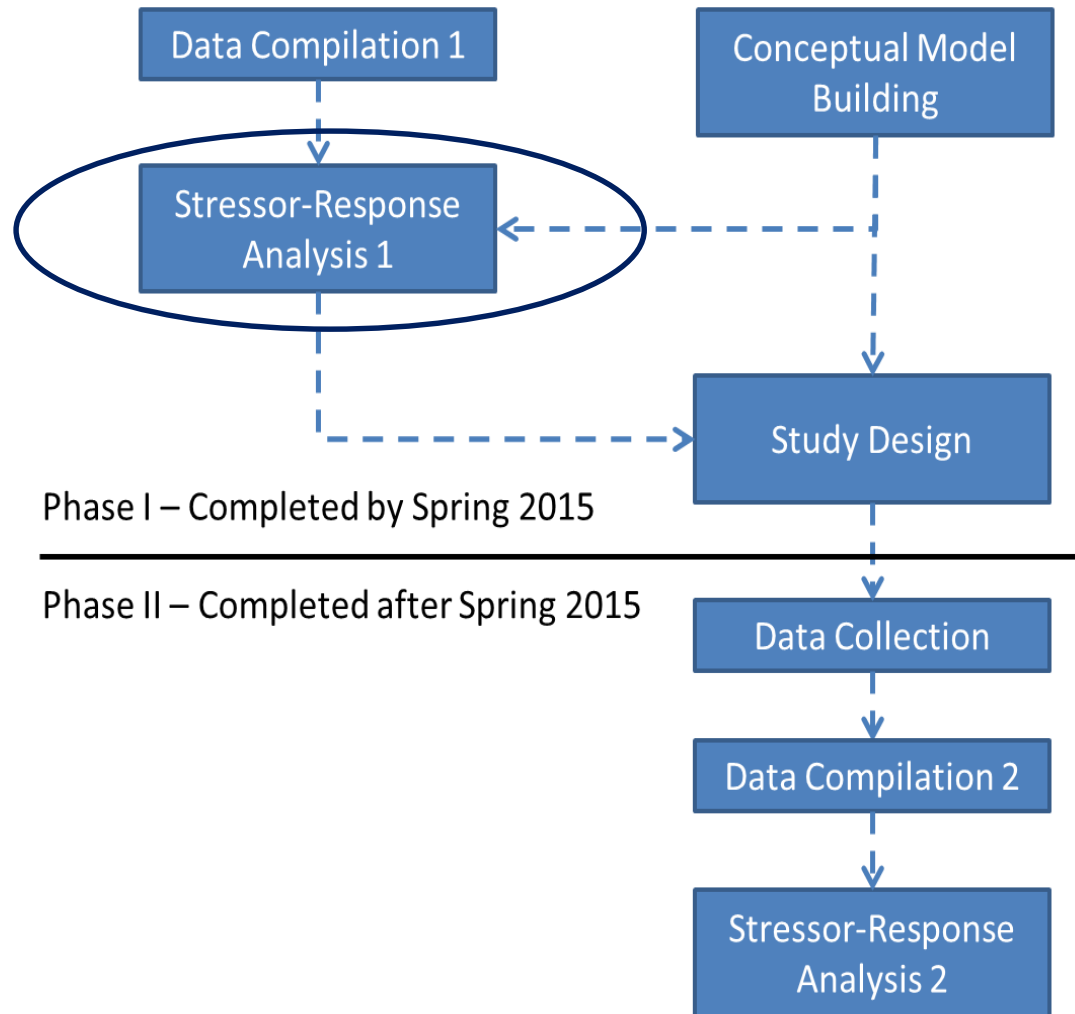 Data Compilation 1
Conceptual Model
Building
Stressor-Response
Analysis 1
Study Design
Phase I – Completed by Spring 2015
Phase II – Completed after Spring 2015
Data Collection
Data Compilation 2
Stressor-Response
Analysis 2